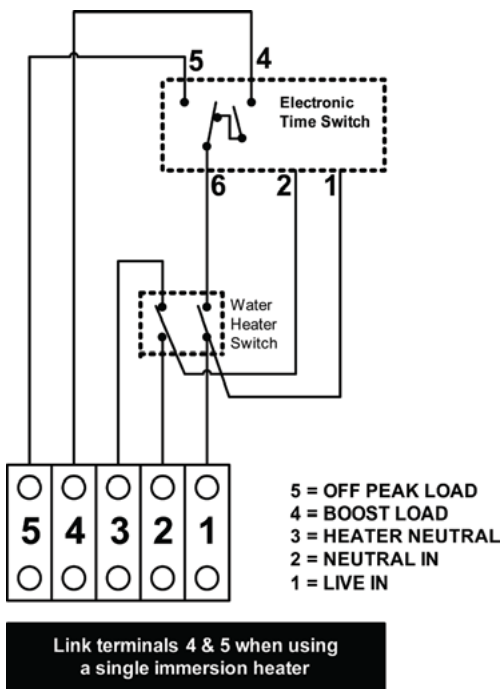 5 4
Electronic
Time Switch
6 2 1
Water
Heater
Switch
5 4 3 2 1
5 = OFF PEAK LOAD
4 = BOOST LOAD
3 = HEATER NEUTRAL
2 = NEUTRAL IN
1 = LIVE IN
Link terminals 4 & 5 when using
a single immersion heater